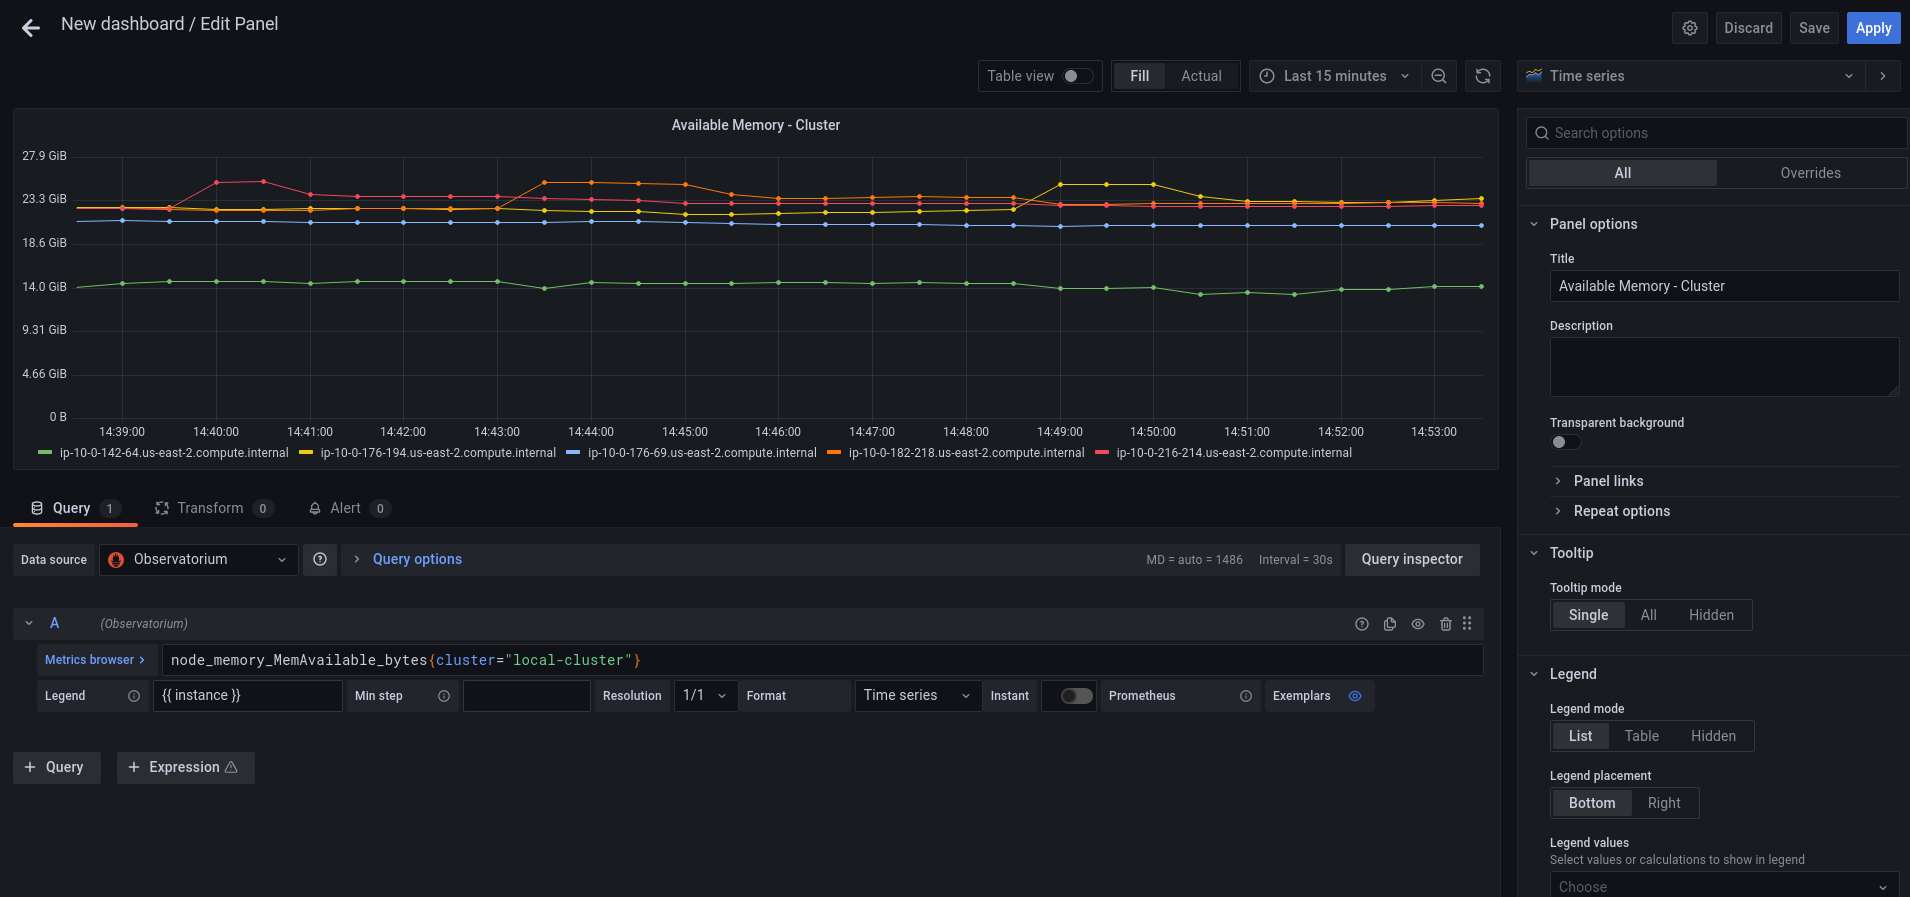 New dashboard / Edit Panel
Discard
Save
Apply
Table view
Fill
Actual
Last 15 minutes
Time series
Available Memory - Cluster
27.9 GiB
23.3 GiB
18.6 GiB
14.0 GiB
9.31 GiB
4.66 GiB
0 B
14:39:00 14:40:00 14:41:00 14:42:00 14:43:00 14:44:00 14:45:00 14:46:00 14:47:00 14:48:00 14:49:00 14:50:00 14:51:00 14:52:00 14:53:00
ip-10-0-142-64.us-east-2.compute.internal ip-10-0-176-194.us-east-2.compute.internal ip-10-0-176-69.us-east-2.compute.internal ip-10-0-182-218.us-east-2.compute.internal ip-10-0-216-214.us-east-2.compute.internal
Query 1 Transform 0 Alert 0
Data source Observatorium Query options MD = auto = 1486 Interval = 30s Query inspector
A (Observatorium)
Metrics browser node_memory_MemAvailable_bytes{cluster="local-cluster"}
Legend {{ instance }} Min step Resolution 1/1 Format Time series Instant Prometheus Exemplars
+ Query + Expression
Search options
All Overrides
Panel options
Title
Available Memory - Cluster
Description
Transparent background
Panel links
Repeat options
Tooltip
Tooltip mode
Single All Hidden
Legend
Legend mode
List Table Hidden
Legend placement
Bottom Right
Legend values
Select values or calculations to show in legend
Choose